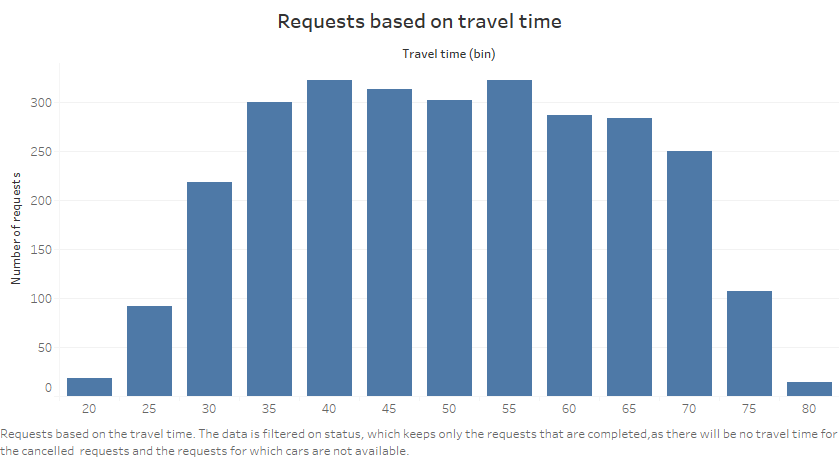 Requests based on travel time
Travel time (bin)
Number of requests
300
250
200
150
100
50
0
20 25 30 35 40 45 50 55 60 65 70 75 80
Requests based on the travel time. The data is filtered on status, which keeps only the requests that are completed,as there will be no travel time for
the cancelled  requests and the requests for which cars are not available.